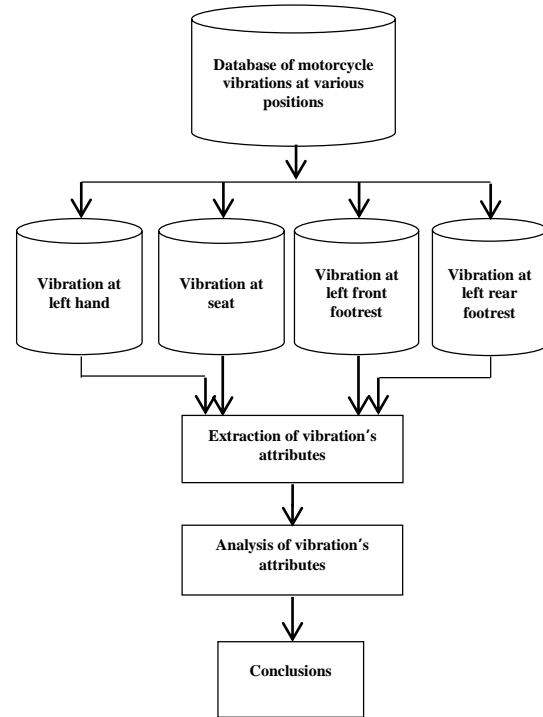 Database of motorcycle
vibrations at various
positions
Vibration at
left hand
Vibration at
seat
Vibration at
left front
footrest
Vibration at
left rear
footrest
Extraction of vibration's
attributes
Analysis of vibration's
attributes
Conclusions